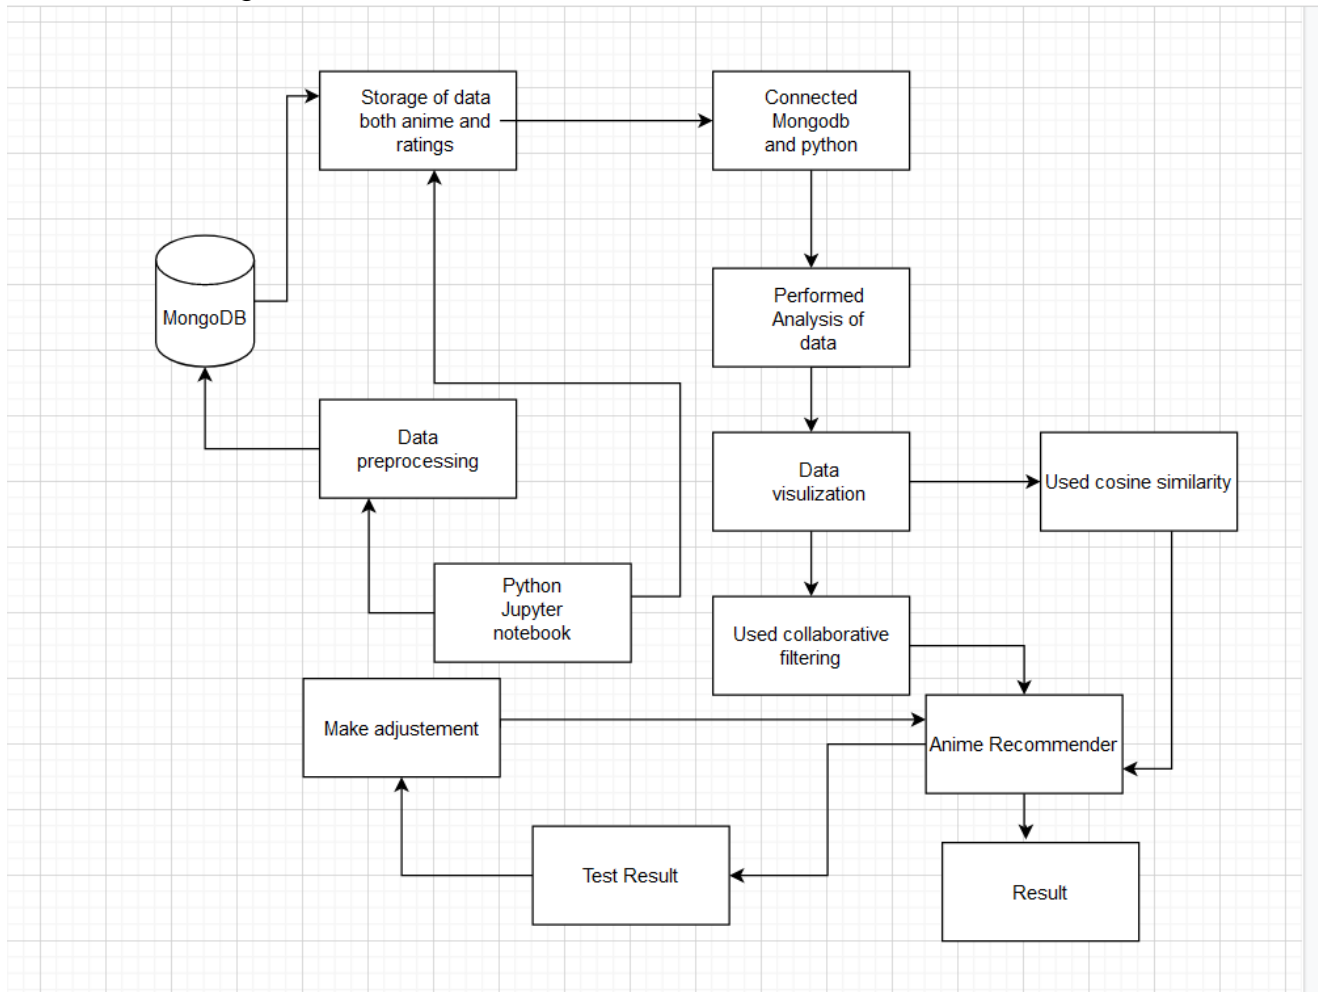 Storage of data
both anime and
ratings
Connected
Mongodb
and python
MongoDB
Performed
Analysis of
data
Data
preprocessing
Data
visulization
Used cosine similarity
Python
Jupyter
notebook
Used collaborative
filtering
Make adjustement
Anime Recommender
Test Result
Result